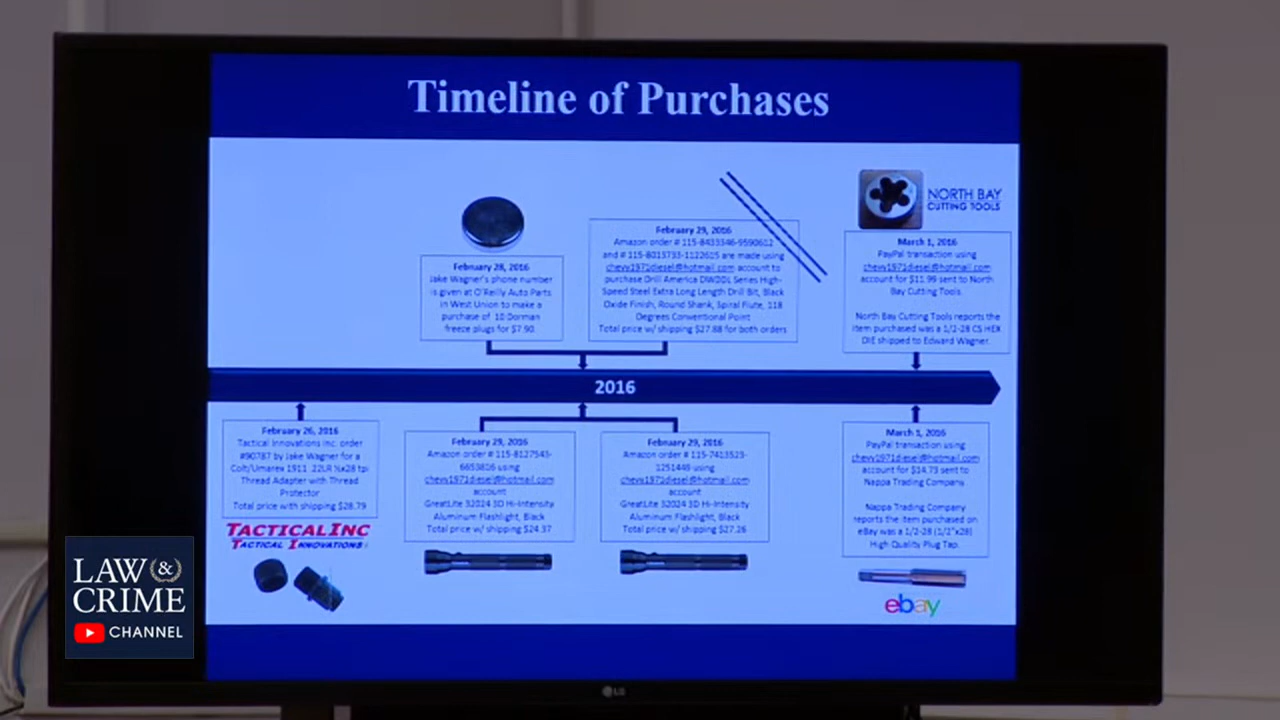 Timeline of Purchases
NORTH BAY
CUTTING TOOLS
February 28, 2016
Jake Wagner's phone number
is given at O'Reilly Auto Parts
in West Union to make a
purchase of 10 Dorman
freeze plugs for $7.90.
February 29, 2016
Amazon order # 115-8433346-9590612
and # 115-8013733-1122615 are made using
chevy1971diesel@hotmail.com account to
purchase Drill America DWDDL Series High-
Speed Steel Extra Long Length Drill Bit, Black
Oxide Finish, Round Shank, Spiral Flute, 118
Degrees Conventional Point
Total price w/ shipping $27.88 for both orders
March 1, 2016
PayPal transaction using
chevy1971diesel@hotmail.com
account for $11.99 sent to North
Bay Cutting Tools.
North Bay Cutting Tools reports the
item purchased was a 1/2-28 CS HEX
DIE shipped to Edward Wagner.
2016
February 26, 2016
Tactical Innovations Inc. order
#90787 by Jake Wagner for a
Colt/Umarex 1911 .22LR ½x28 tpi
Thread Adapter with Thread
Protector
Total price with shipping $28.79
TACTICALINC
TACTICAL INNOVATIONS
February 29, 2016
Amazon order # 115-8127543-
6653816 using
chevy1971diesel@hotmail.com
account
GreatLite 32024 3D Hi-Intensity
Aluminum Flashlight, Black
Total price w/ shipping $24.37
February 29, 2016
Amazon order # 115-7413523-
1251448 using
chevy1971diesel@hotmail.com
account
GreatLite 32024 3D Hi-Intensity
Aluminum Flashlight, Black
Total price w/ shipping $27.26
March 1, 2016
PayPal transaction using
chevy1971diesel@hotmail.com
account for $14.73 sent to
Nappa Trading Company
Nappa Trading Company
reports the item purchased on
eBay was a 1/2-28 (1/2"x28)
High Quality Plug Tap.
ebay
LAW &
CRIME
CHANNEL
LG